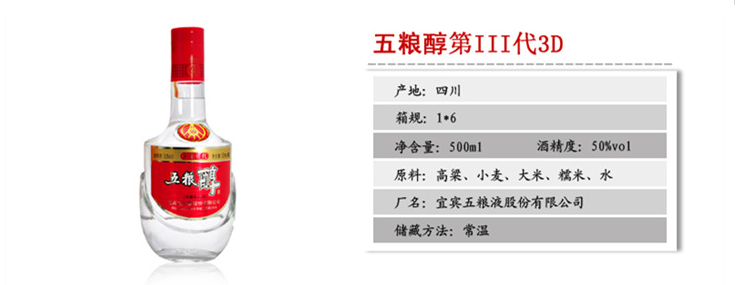 五粮醇第III代3D
产地：四川
箱规：1*6
净含量：500ml 酒精度：50%vol
原料：高粱、小麦、大米、糯米、水
厂名：宜宾五粮液股份有限公司
储藏方法：常温
五粮醇